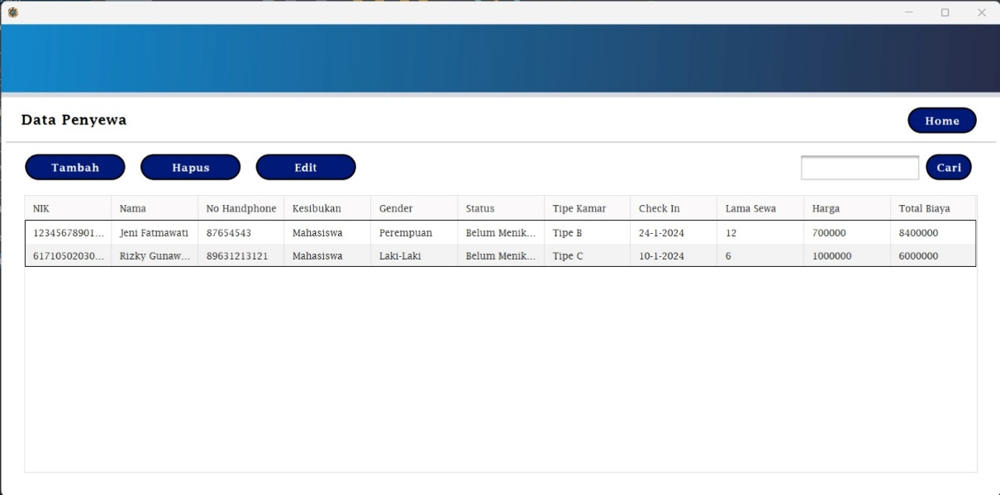 Data Penyewa Home
Tambah Hapus Edit Cari
NIK Nama No Handphone Kesibukan Gender Status Tipe Kamar Check In Lama Sewa Harga Total Biaya
12345678901... Jeni Fatmawati 87654543 Mahasiswa Perempuan Belum Menik... Tipe B 24-1-2024 12 700000 8400000
61710502030... Rizky Gunaw... 89631213121 Mahasiswa Laki-Laki Belum Menik... Tipe C 10-1-2024 6 1000000 6000000